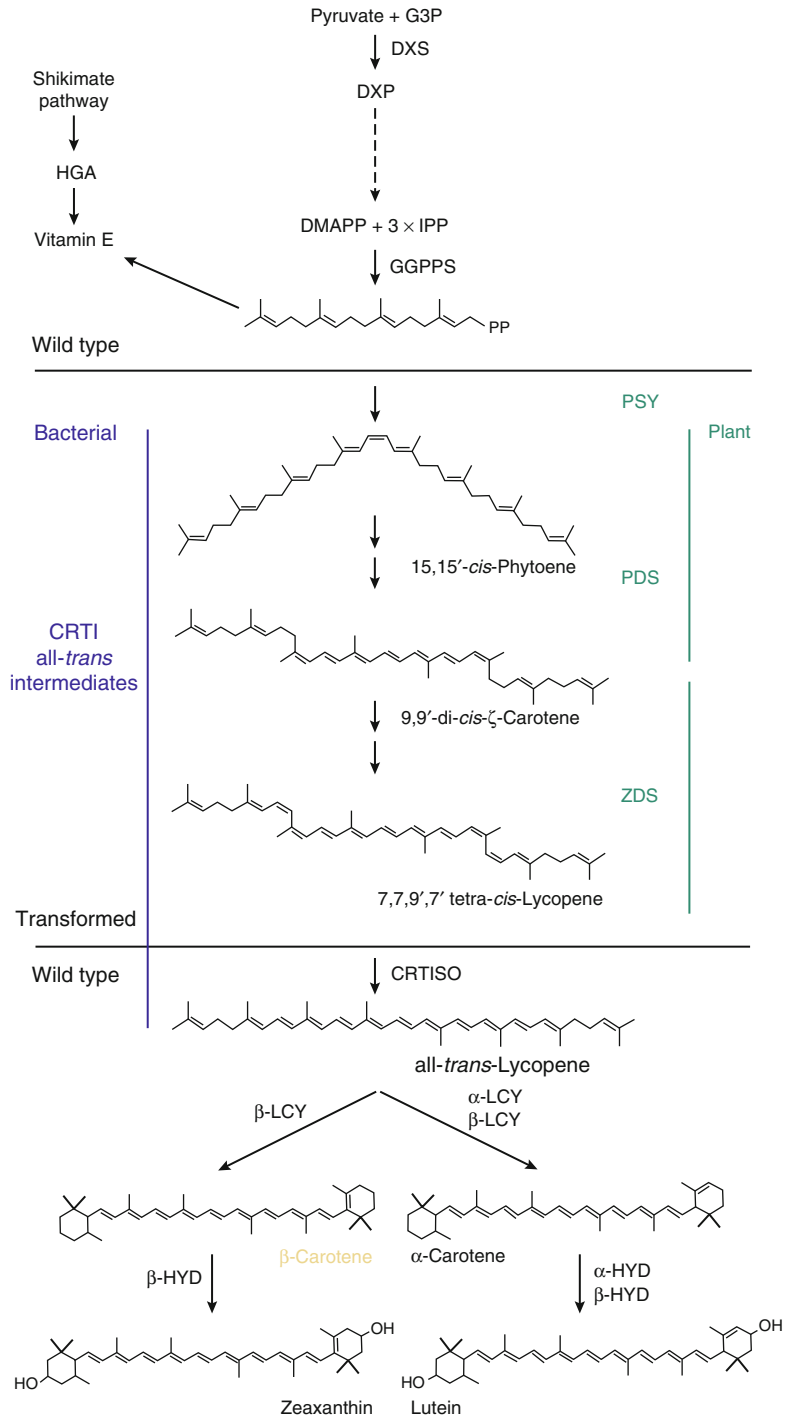 Pyruvate + G3P
DXS
DXP
Shikimate
pathway
HGA
Vitamin E
DMAPP + 3 × IPP
GGPPS
PP
Wild type
PSY
Bacterial
Plant
15,15′-cis-Phytoene
PDS
CRTI
all-trans
intermediates
9,9′-di-cis-ζ-Carotene
ZDS
7,7,9′,7′ tetra-cis-Lycopene
Transformed
Wild type
CRTISO
all-trans-Lycopene
β-LCY
α-LCY
β-LCY
β-Carotene
α-Carotene
β-HYD
α-HYD
β-HYD
OH
HO
OH
HO
Zeaxanthin
Lutein